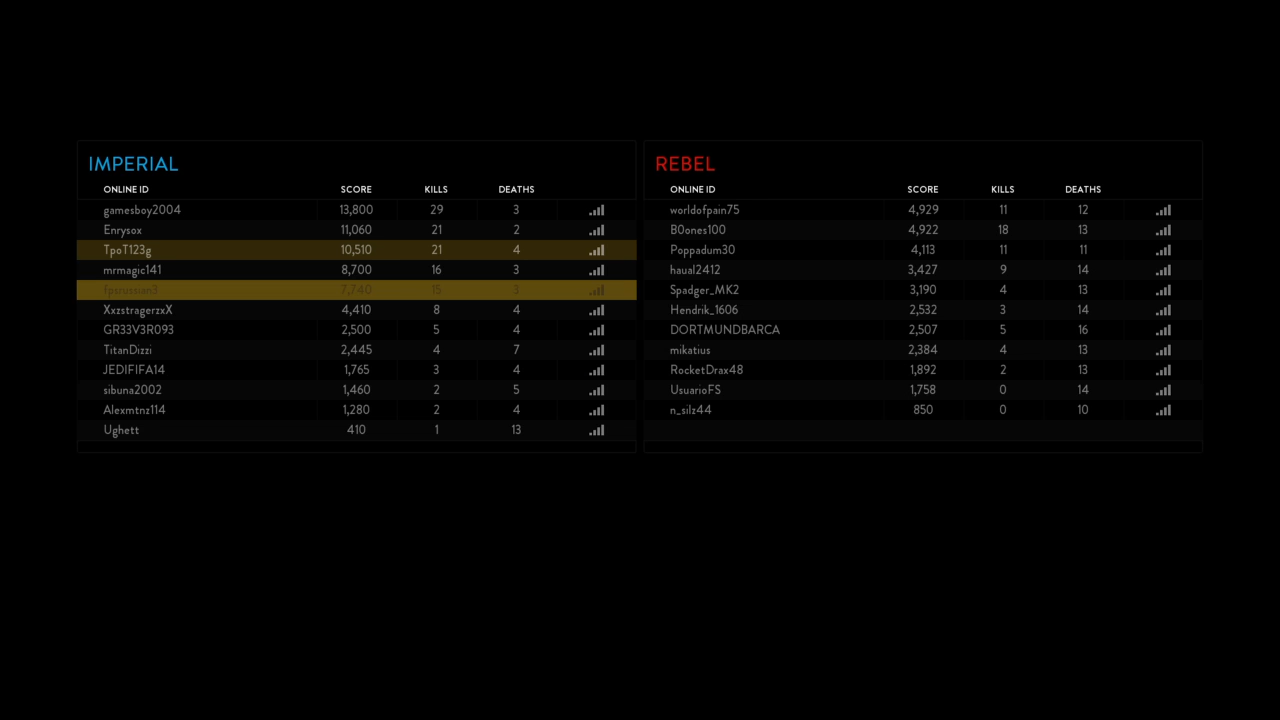 IMPERIAL
ONLINE ID SCORE KILLS DEATHS
gamesboy2004 13,800 29 3
Enrysox 11,060 21 2
TpoT123g 10,510 21 4
mrmagic141 8,700 16 3
fpsrussian3 7,740 15 3
XxzstragerzxX 4,410 8 4
GR33V3R093 2,500 5 4
TitanDizzi 2,445 4 7
JEDIFIFA14 1,765 3 4
sibuna2002 1,460 2 5
Alexmtnz114 1,280 2 4
Ughett 410 1 13
REBEL
ONLINE ID SCORE KILLS DEATHS
worldofpain75 4,929 11 12
B0ones100 4,922 18 13
Poppadum30 4,113 11 11
haual2412 3,427 9 14
Spadger_MK2 3,190 4 13
Hendrik_1606 2,532 3 14
DORTMUNDBARCA 2,507 5 16
mikatius 2,384 4 13
RocketDrax48 1,892 2 13
UsuarioFS 1,758 0 14
n_silz44 850 0 10